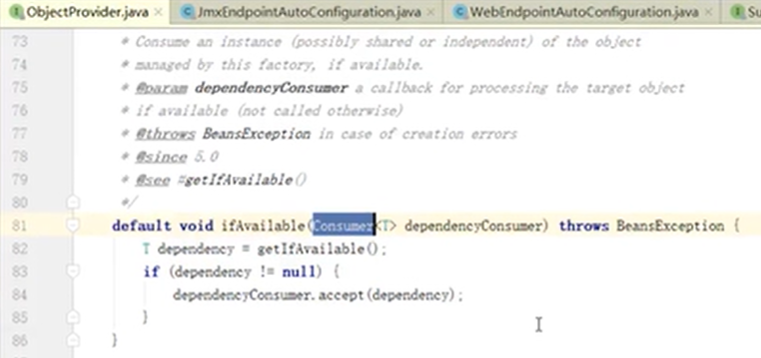 ObjectProvider.java × JmxEndpointAutoConfiguration.java × WebEndpointAutoConfiguration.java × Su
73 * Consume an instance (possibly shared or independent) of the object
74 * managed by this factory, if available.
75 * @param dependencyConsumer a callback for processing the target object
76 * if available (not called otherwise)
77 * @throws BeansException in case of creation errors
78 * @since 5.0
79 * @see #getIfAvailable()
80 */
81 default void ifAvailable(Consumer<T> dependencyConsumer) throws BeansException {
82 T dependency = getIfAvailable();
83 if (dependency != null) {
84 dependencyConsumer.accept(dependency);
85 }
86 }